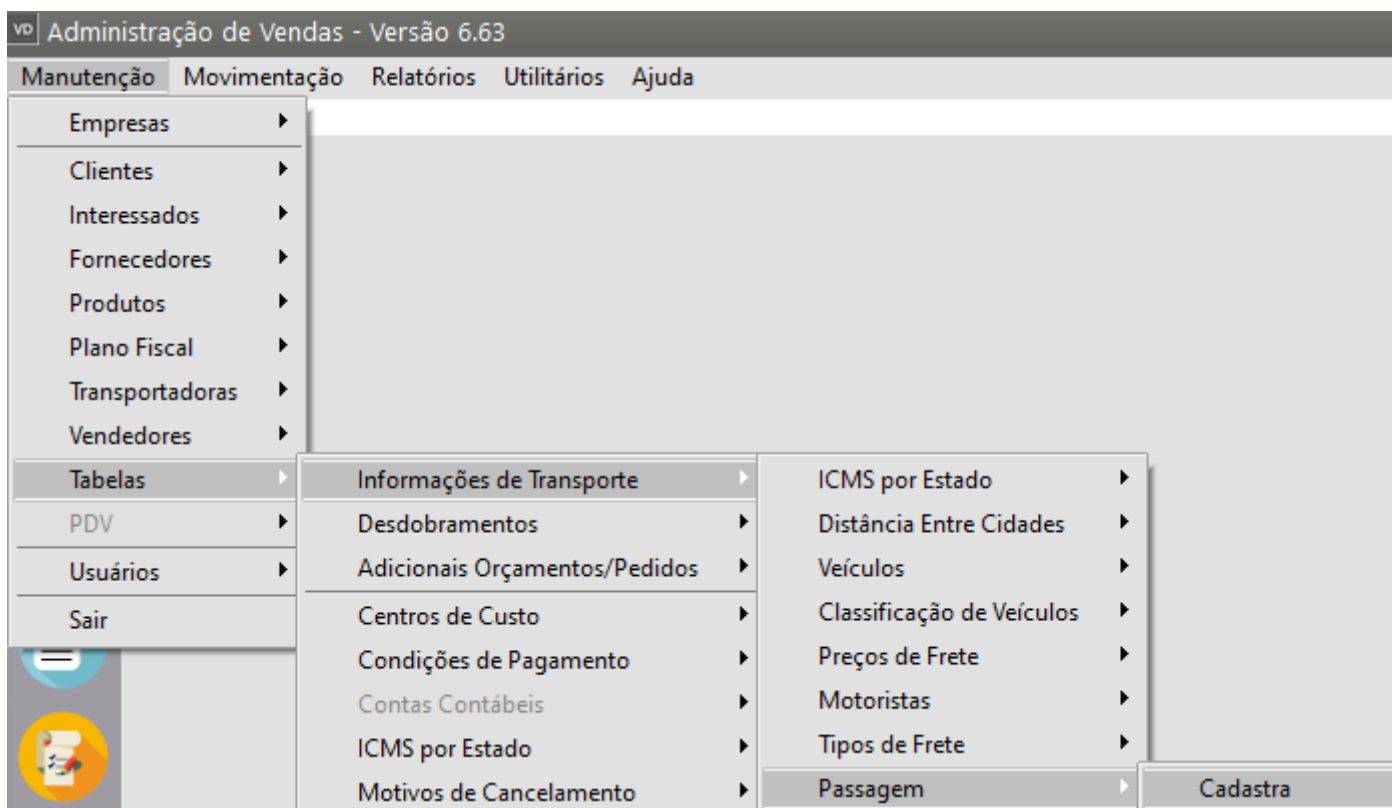 VD Administração de Vendas - Versão 6.63
Manutenção Movimentação Relatórios Utilitários Ajuda
Empresas
Clientes
Interessados
Fornecedores
Produtos
Plano Fiscal
Transportadoras
Vendedores
Tabelas
PDV
Usuários
Sair
Informações de Transporte
Desdobramentos
Adicionais Orçamentos/Pedidos
Centros de Custo
Condições de Pagamento
Contas Contábeis
ICMS por Estado
Motivos de Cancelamento
ICMS por Estado
Distância Entre Cidades
Veículos
Classificação de Veículos
Preços de Frete
Motoristas
Tipos de Frete
Passagem
Cadastra